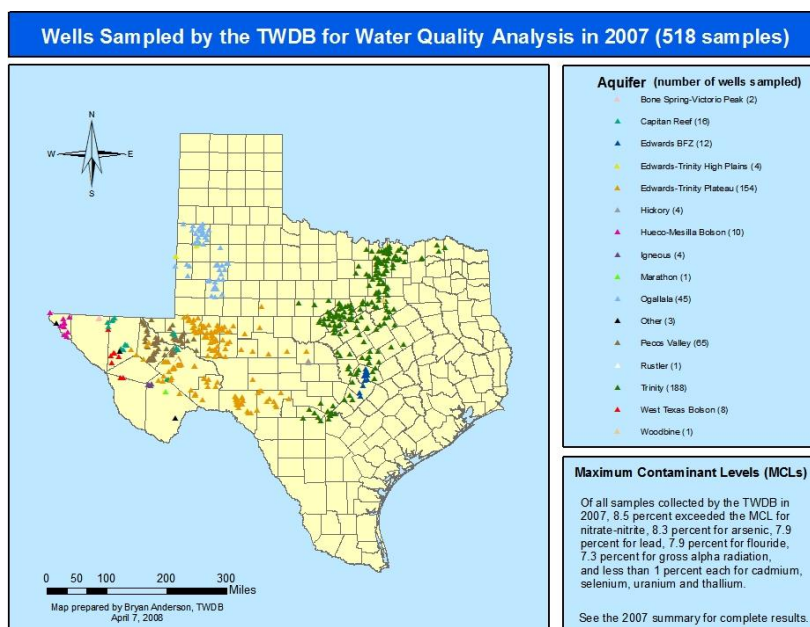 Wells Sampled by the TWDB for Water Quality Analysis in 2007 (518 samples)
N
W
E
S
0 50 100 200 300
Miles
Map prepared by Bryan Anderson, TWDB
April 7, 2008
Aquifer (number of wells sampled)
Bone Spring-Victorio Peak (2)
Capitan Reef (16)
Edwards BFZ (12)
Edwards-Trinity High Plains (4)
Edwards-Trinity Plateau (154)
Hickory (4)
Hueco-Mesilla Bolson (10)
Igneous (4)
Marathon (1)
Ogallala (45)
Other (3)
Pecos Valley (65)
Rustler (1)
Trinity (188)
West Texas Bolson (8)
Woodbine (1)
Maximum Contaminant Levels (MCLs)
Of all samples collected by the TWDB in
2007, 8.5 percent exceeded the MCL for
nitrate-nitrite, 8.3 percent for arsenic, 7.9
percent for lead, 7.9 percent for flouride,
7.3 percent for gross alpha radiation,
and less than 1 percent each for cadmium,
selenium, uranium and thallium.
See the 2007 summary for complete results.